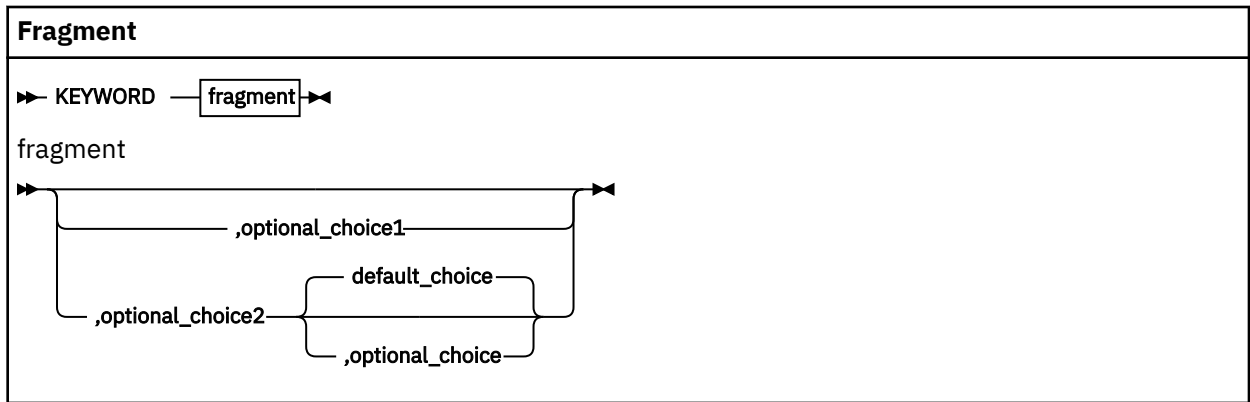 Fragment
KEYWORD fragment
fragment
,optional_choice1
default_choice
,optional_choice2
,optional_choice